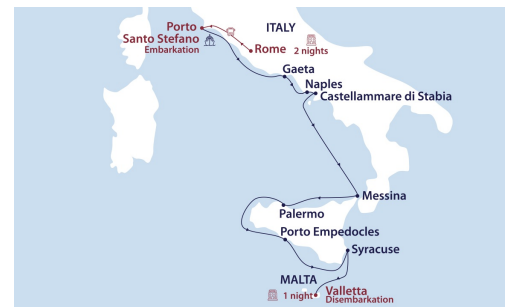 ITALY
Porto
Santo Stefano
Embarkation
Rome
2 nights
Gaeta
Naples
Castellammare di Stabia
Messina
Palermo
Porto Empedocles
Syracuse
MALTA
1 night
Valletta
Disembarkation